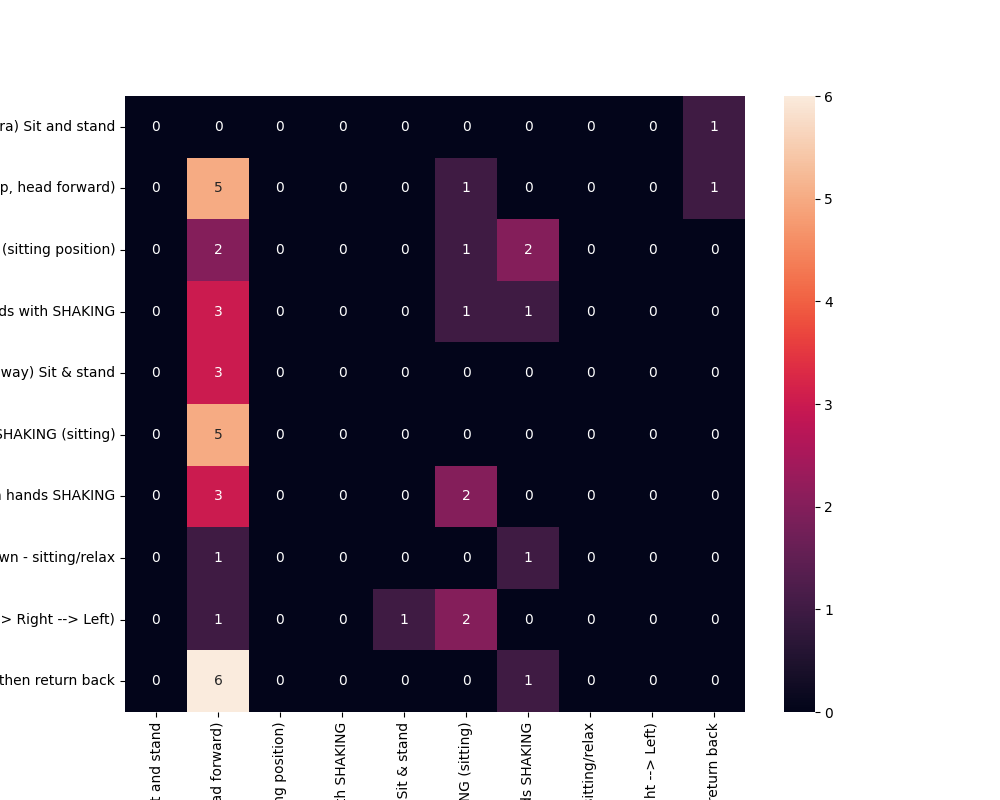 ra) Sit and stand 0 0 0 0 0 0 0 0 0 1
p, head forward) 0 5 0 0 0 1 0 0 0 1
(sitting position) 0 2 0 0 0 1 2 0 0 0
ds with SHAKING 0 3 0 0 0 1 1 0 0 0
way) Sit & stand 0 3 0 0 0 0 0 0 0 0
SHAKING (sitting) 0 5 0 0 0 0 0 0 0 0
hands SHAKING 0 3 0 0 0 2 0 0 0 0
wn - sitting/relax 0 1 0 0 0 0 1 0 0 0
> Right --> Left) 0 1 0 0 1 2 0 0 0 0
then return back 0 6 0 0 0 0 1 0 0 0
t and stand
ad forward)
ng position)
th SHAKING
Sit & stand
NG (sitting)
ds SHAKING
sitting/relax
ht --> Left)
return back
6
5
4
3
2
1
0